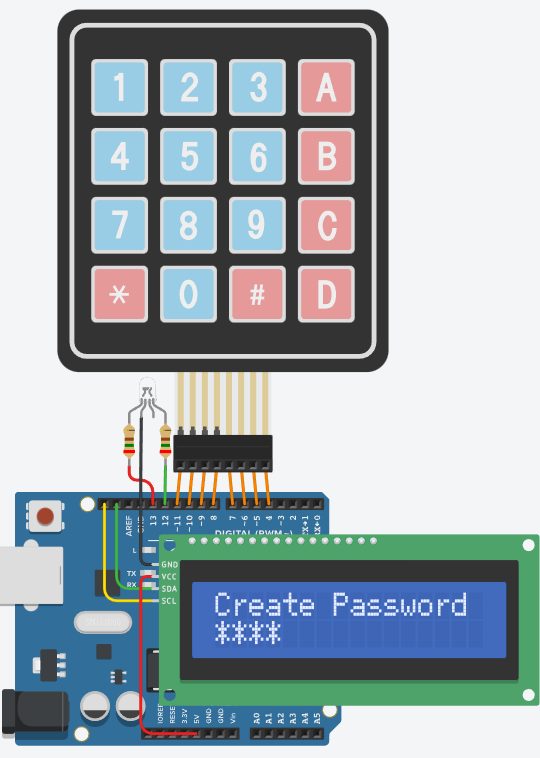 1 2 3 A
4 5 6 B
7 8 9 C
* 0 # D
AREF
GND
13
12
~11
~10
~9
8
7
~6
~5
4
~3
2
TX→1
RX←0
DIGITAL (PWM~)
L
TX
RX
GND
VCC
SDA
SCL
Create Password
****
IOREF
RESET
3.3V
5V
GND
GND
Vin
A0
A1
A2
A3
A4
A5